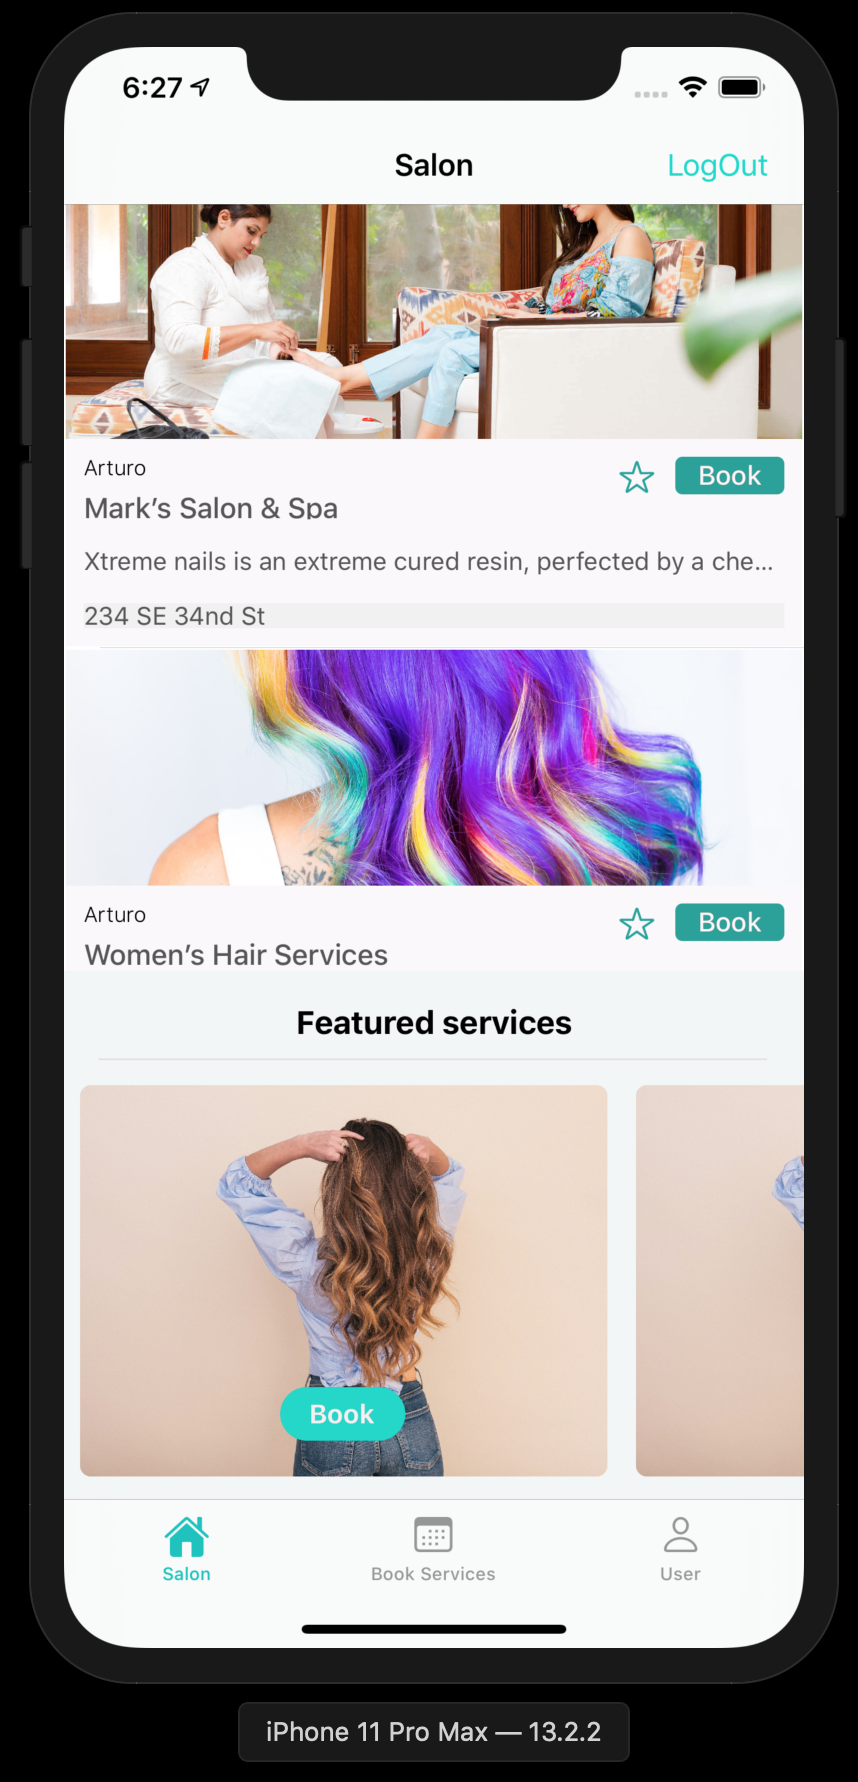 6:27
Salon
LogOut
Arturo
Book
Mark's Salon & Spa
Xtreme nails is an extreme cured resin, perfected by a che...
234 SE 34nd St
Arturo
Book
Women's Hair Services
Featured services
Book
Salon
Book Services
User
iPhone 11 Pro Max — 13.2.2